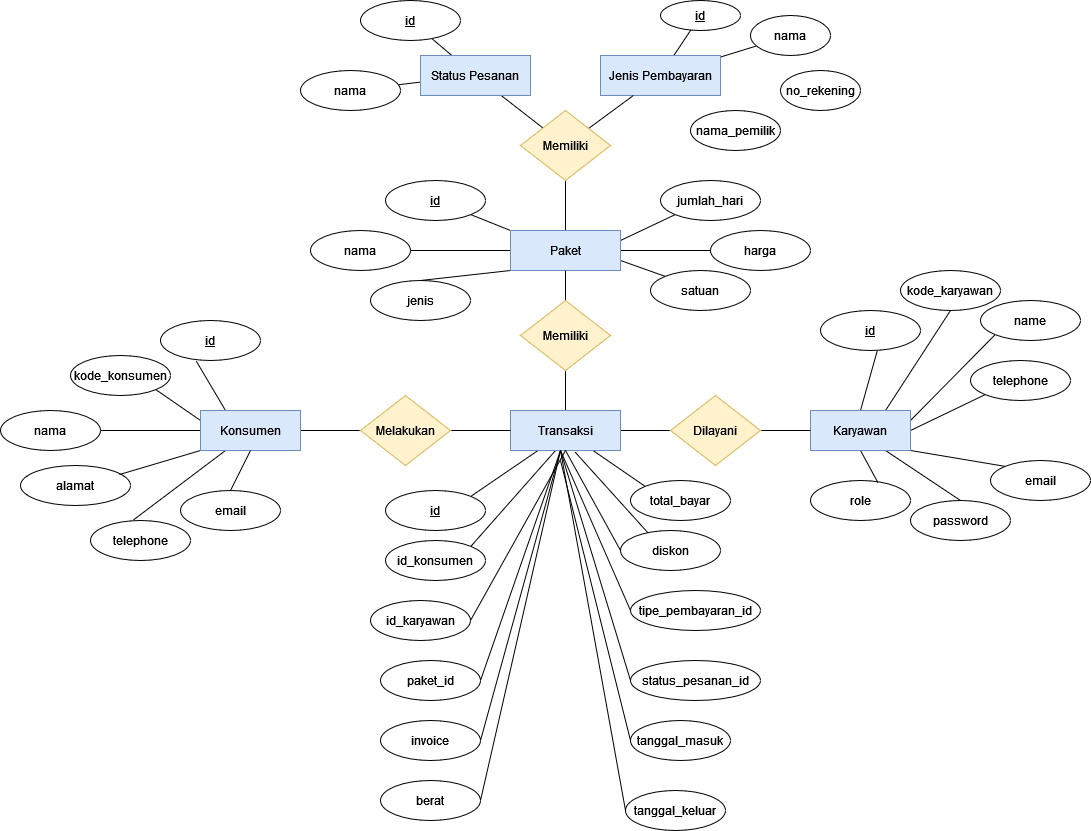 id
id
nama
Status Pesanan
Jenis Pembayaran
nama
no_rekening
nama_pemilik
Memiliki
id
jumlah_hari
nama
Paket
harga
jenis
satuan
Memiliki
kode_karyawan
id
name
id
kode_konsumen
telephone
nama
Konsumen
Melakukan
Transaksi
Dilayani
Karyawan
alamat
email
telephone
email
role
password
id
total_bayar
id_konsumen
diskon
id_karyawan
tipe_pembayaran_id
paket_id
status_pesanan_id
invoice
tanggal_masuk
berat
tanggal_keluar